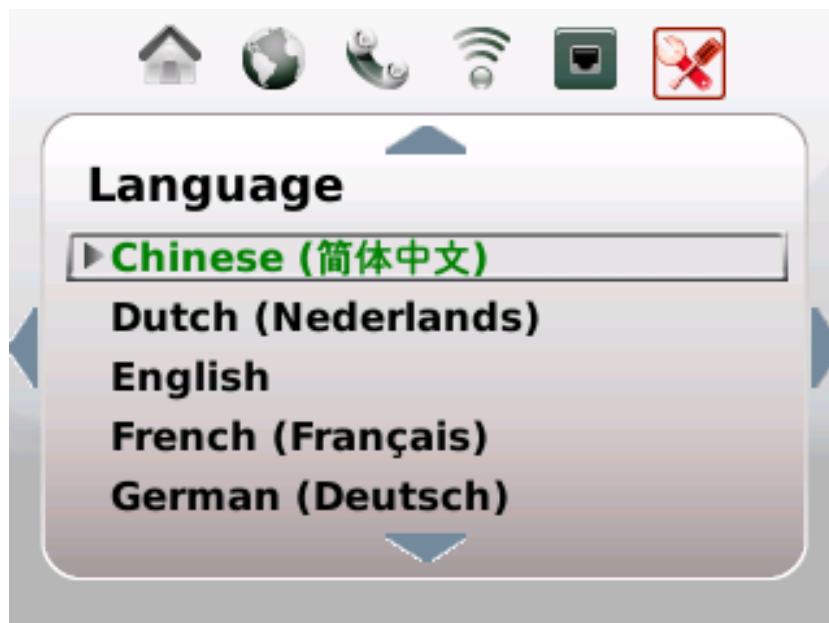 Language
Chinese (简体中文)
Dutch (Nederlands)
English
French (Français)
German (Deutsch)